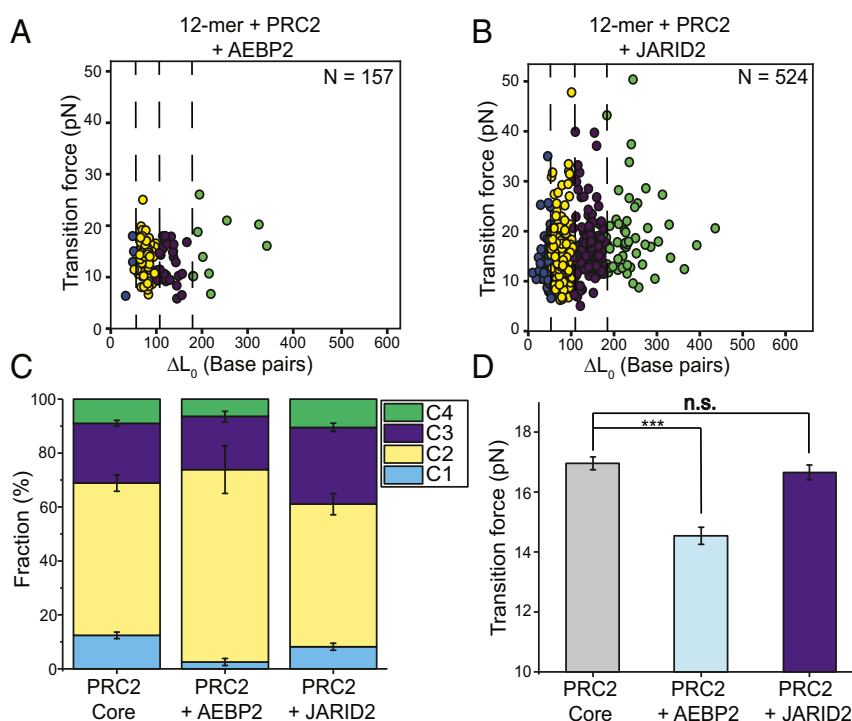 A
12-mer + PRC2
+ AEBP2
N = 157
Transition force (pN)
50
40
30
20
10
0
0 100 200 300 400 500 600
ΔL₀ (Base pairs)
B
12-mer + PRC2
+ JARID2
N = 524
Transition force (pN)
50
40
30
20
10
0
0 100 200 300 400 500 600
ΔL₀ (Base pairs)
C
Fraction (%)
100
80
60
40
20
0
C4
C3
C2
C1
PRC2
Core
PRC2
+ AEBP2
PRC2
+ JARID2
D
Transition force (pN)
18
16
14
12
10
n.s.
***
PRC2
Core
PRC2
+ AEBP2
PRC2
+ JARID2